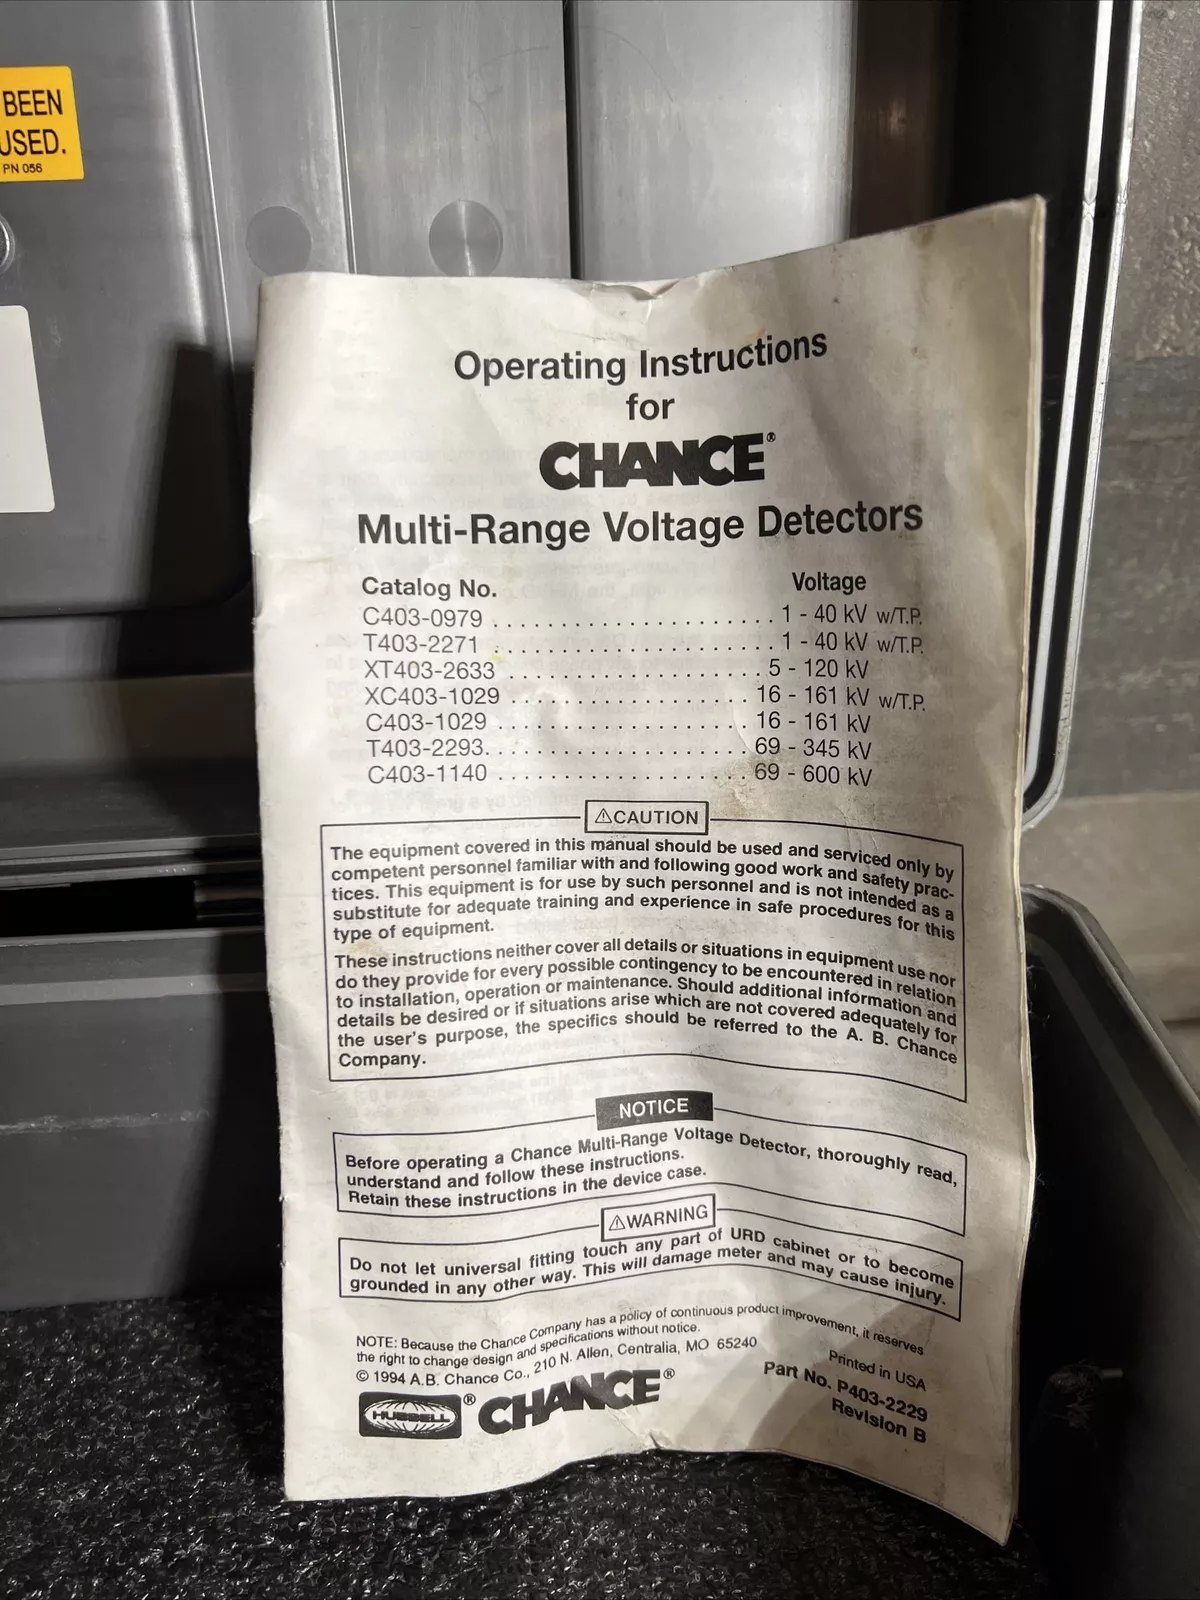 BEEN
USED.
PN 056
Operating Instructions
for
CHANCE®
Multi-Range Voltage Detectors
Catalog No. Voltage
C403-0979 . . . . . . . . . . . . . . . . . . . . . 1 - 40 kV w/T.P.
T403-2271 . . . . . . . . . . . . . . . . . . . . . 1 - 40 kV w/T.P.
XT403-2633 . . . . . . . . . . . . . . . . . . . 5 - 120 kV
XC403-1029 . . . . . . . . . . . . . . . . . . 16 - 161 kV w/T.P.
C403-1029 . . . . . . . . . . . . . . . . . . . 16 - 161 kV
T403-2293. . . . . . . . . . . . . . . . . . . . 69 - 345 kV
C403-1140 . . . . . . . . . . . . . . . . . . . 69 - 600 kV
⚠CAUTION
The equipment covered in this manual should be used and serviced only by
competent personnel familiar with and following good work and safety prac-
tices. This equipment is for use by such personnel and is not intended as a
substitute for adequate training and experience in safe procedures for this
type of equipment.
These instructions neither cover all details or situations in equipment use nor
do they provide for every possible contingency to be encountered in relation
to installation, operation or maintenance. Should additional information and
details be desired or if situations arise which are not covered adequately for
the user's purpose, the specifics should be referred to the A. B. Chance
Company.
NOTICE
Before operating a Chance Multi-Range Voltage Detector, thoroughly read,
understand and follow these instructions.
Retain these instructions in the device case.
⚠WARNING
Do not let universal fitting touch any part of URD cabinet or to become
grounded in any other way. This will damage meter and may cause injury.
NOTE: Because the Chance Company has a policy of continuous product improvement, it reserves
the right to change design and specifications without notice.
© 1994 A.B. Chance Co., 210 N. Allen, Centralia, MO 65240
Printed in USA
HUBBELL® CHANCE®
Part No. P403-2229
Revision B